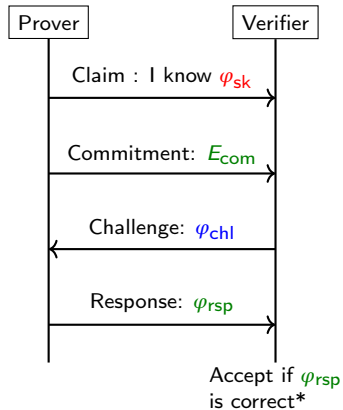 Prover Verifier
Claim : I know φsk
Commitment: Ecom
Challenge: φchl
Response: φrsp
Accept if φrsp
is correct*